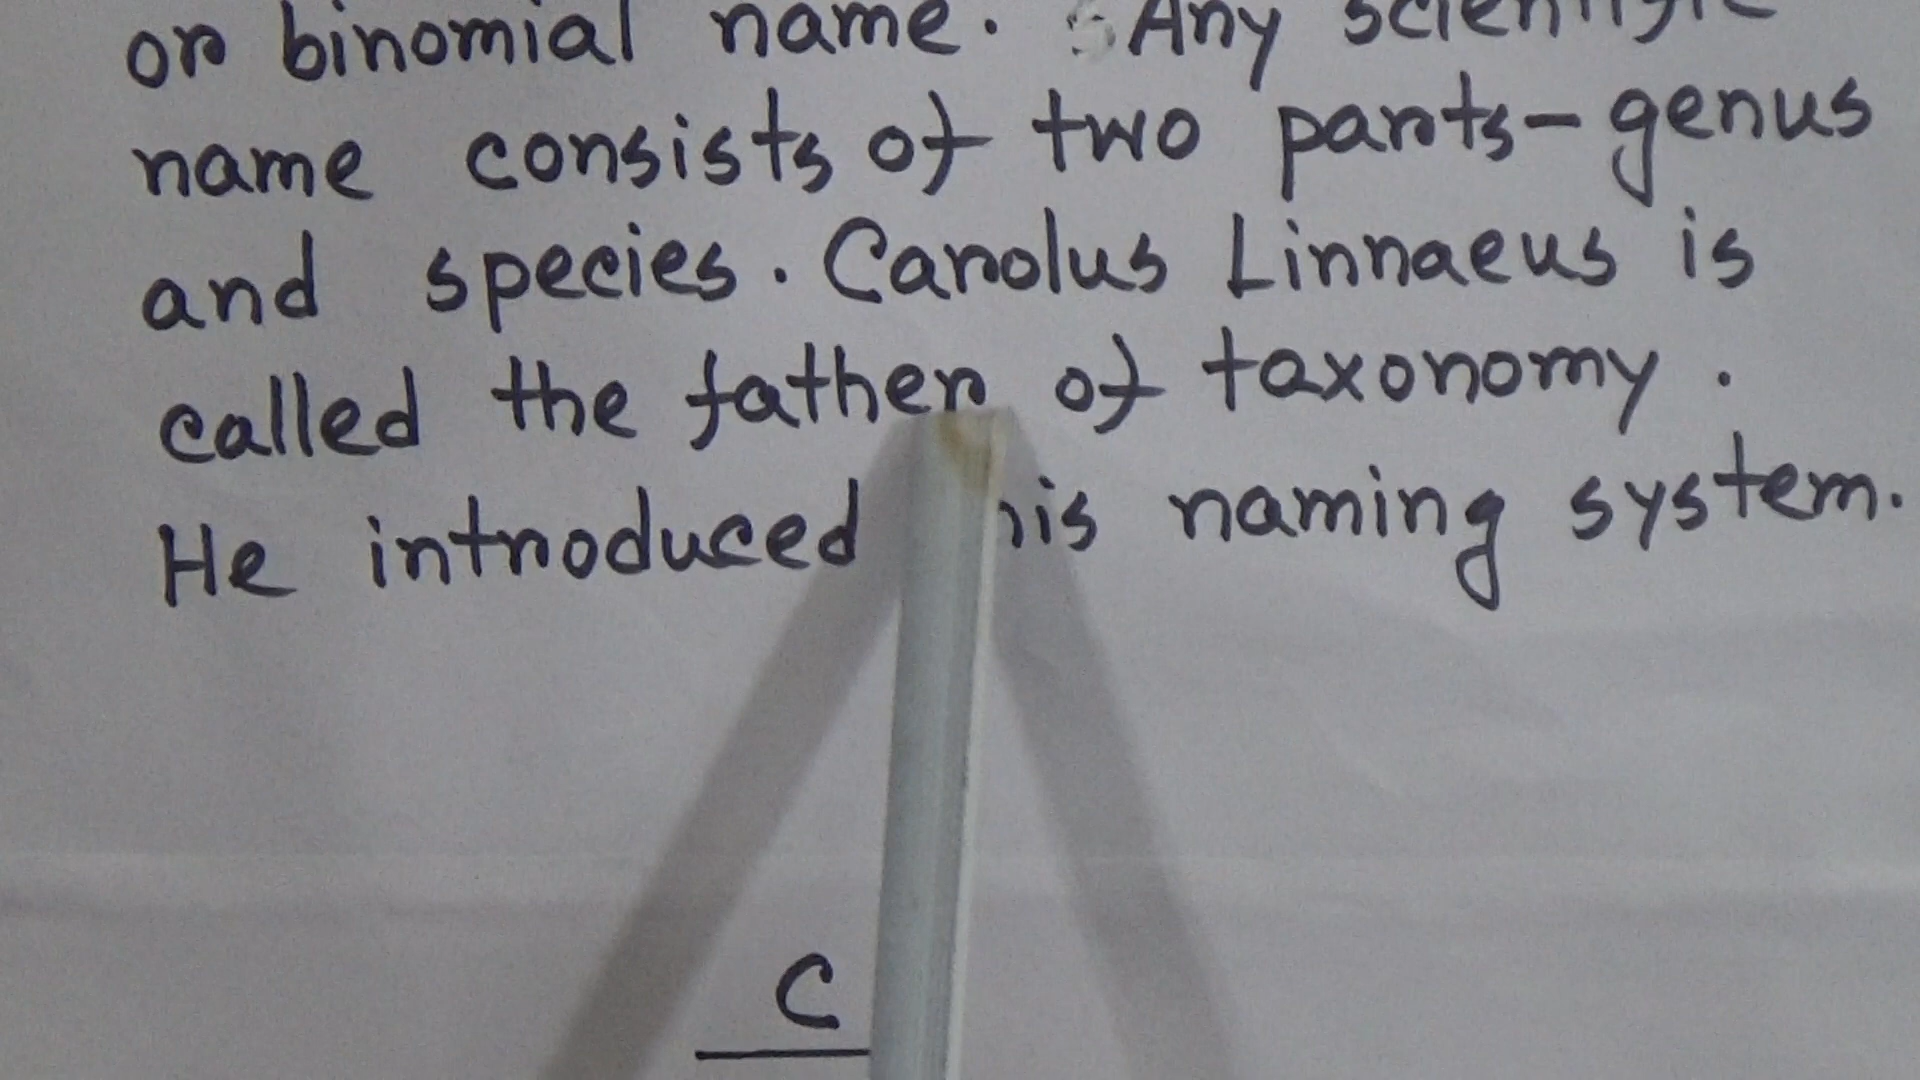 or binomial name. Any scientific
name consists of two parts-genus
and species. Carolus Linnaeus is
called the father of taxonomy.
He introduced naming system.
C